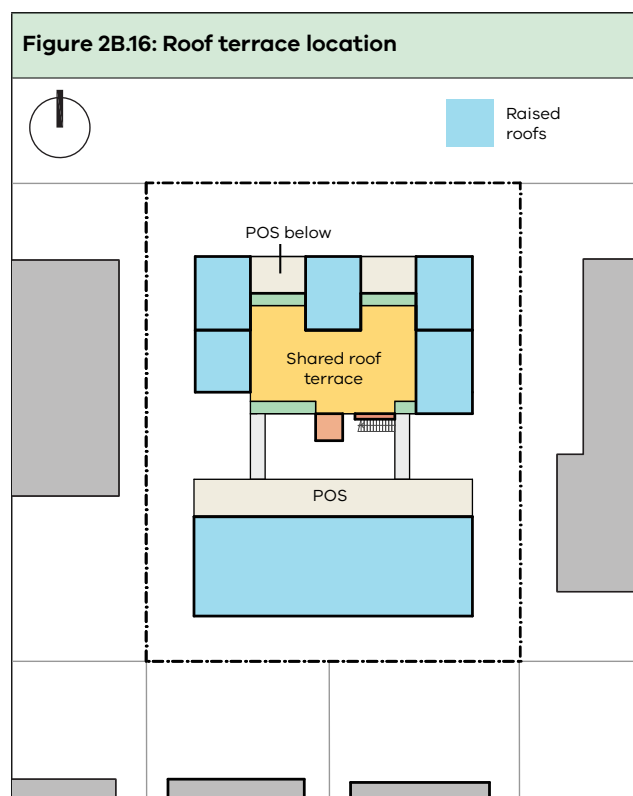 Figure 2B.16: Roof terrace location
Raised
roofs
POS below
Shared roof
terrace
POS